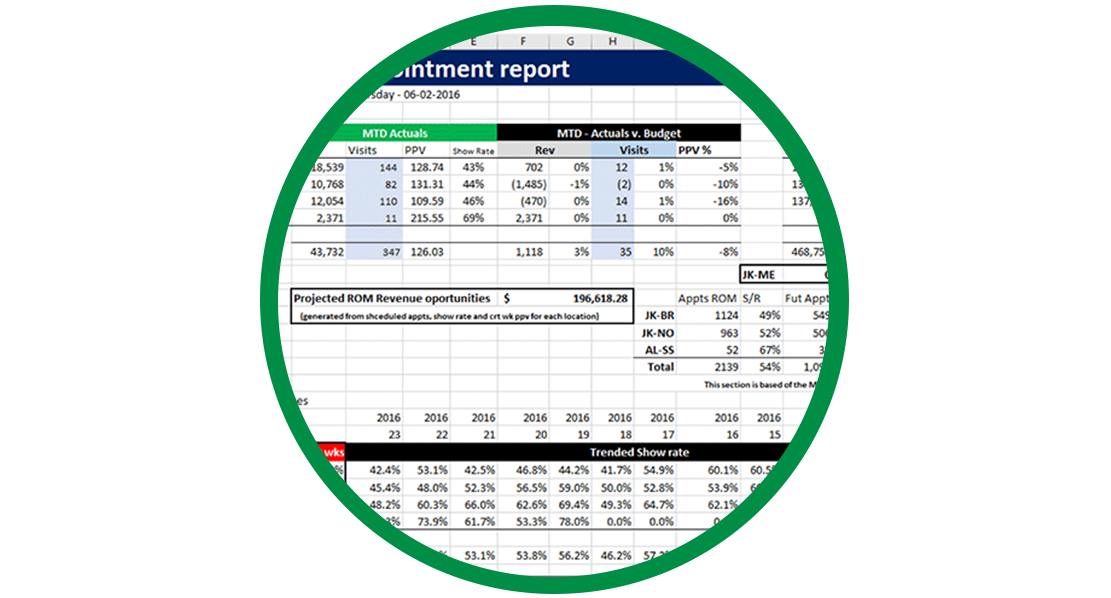 E F G H
ointment report
sday - 06-02-2016
MTD Actuals MTD - Actuals v. Budget
Visits PPV Show Rate Rev Visits PPV %
18,539 144 128.74 43% 702 0% 12 1% -5%
10,768 82 131.31 44% (1,485) -1% (2) 0% -10%
12,054 110 109.59 46% (470) 0% 14 1% -16% 137,
2,371 11 215.55 69% 2,371 0% 11 0% 0%
43,732 347 126.03 1,118 3% 35 10% -8% 468,75
JK-ME
Projected ROM Revenue oportunities $ 196,618.28 Appts ROM S/R Fut Appt
(generated from shceduled appts, show rate and crt wk ppv for each location) JK-BR 1124 49% 549
JK-NO 963 52% 506
AL-SS 52 67% 3
Total 2139 54% 1,09
This section is based of the M
es
2016 2016 2016 2016 2016 2016 2016 2016 2016
23 22 21 20 19 18 17 16 15
wks Trended Show rate
% 42.4% 53.1% 42.5% 46.8% 44.2% 41.7% 54.9% 60.1% 60.5%
45.4% 48.0% 52.3% 56.5% 59.0% 50.0% 52.8% 53.9%
48.2% 60.3% 66.0% 62.6% 69.4% 49.3% 64.7% 62.1%
3% 73.9% 61.7% 53.3% 78.0% 0.0% 0.0% 0.
% 53.1% 53.8% 56.2% 46.2% 57.